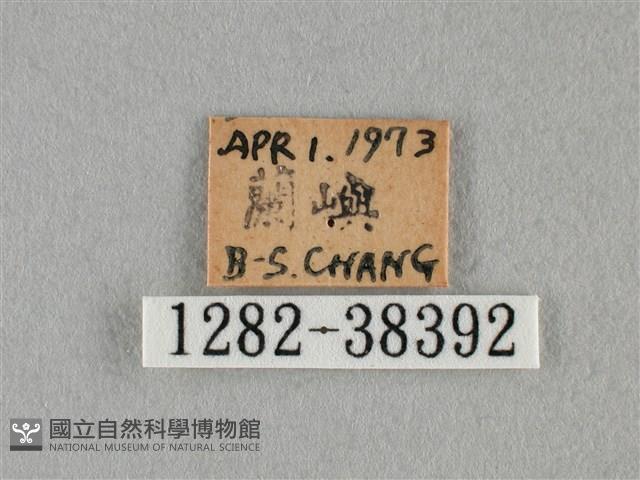 APR 1. 1973
蘭嶼
B-S. CHANG
1282-38392
國立自然科學博物館
NATIONAL MUSEUM OF NATURAL SCIENCE